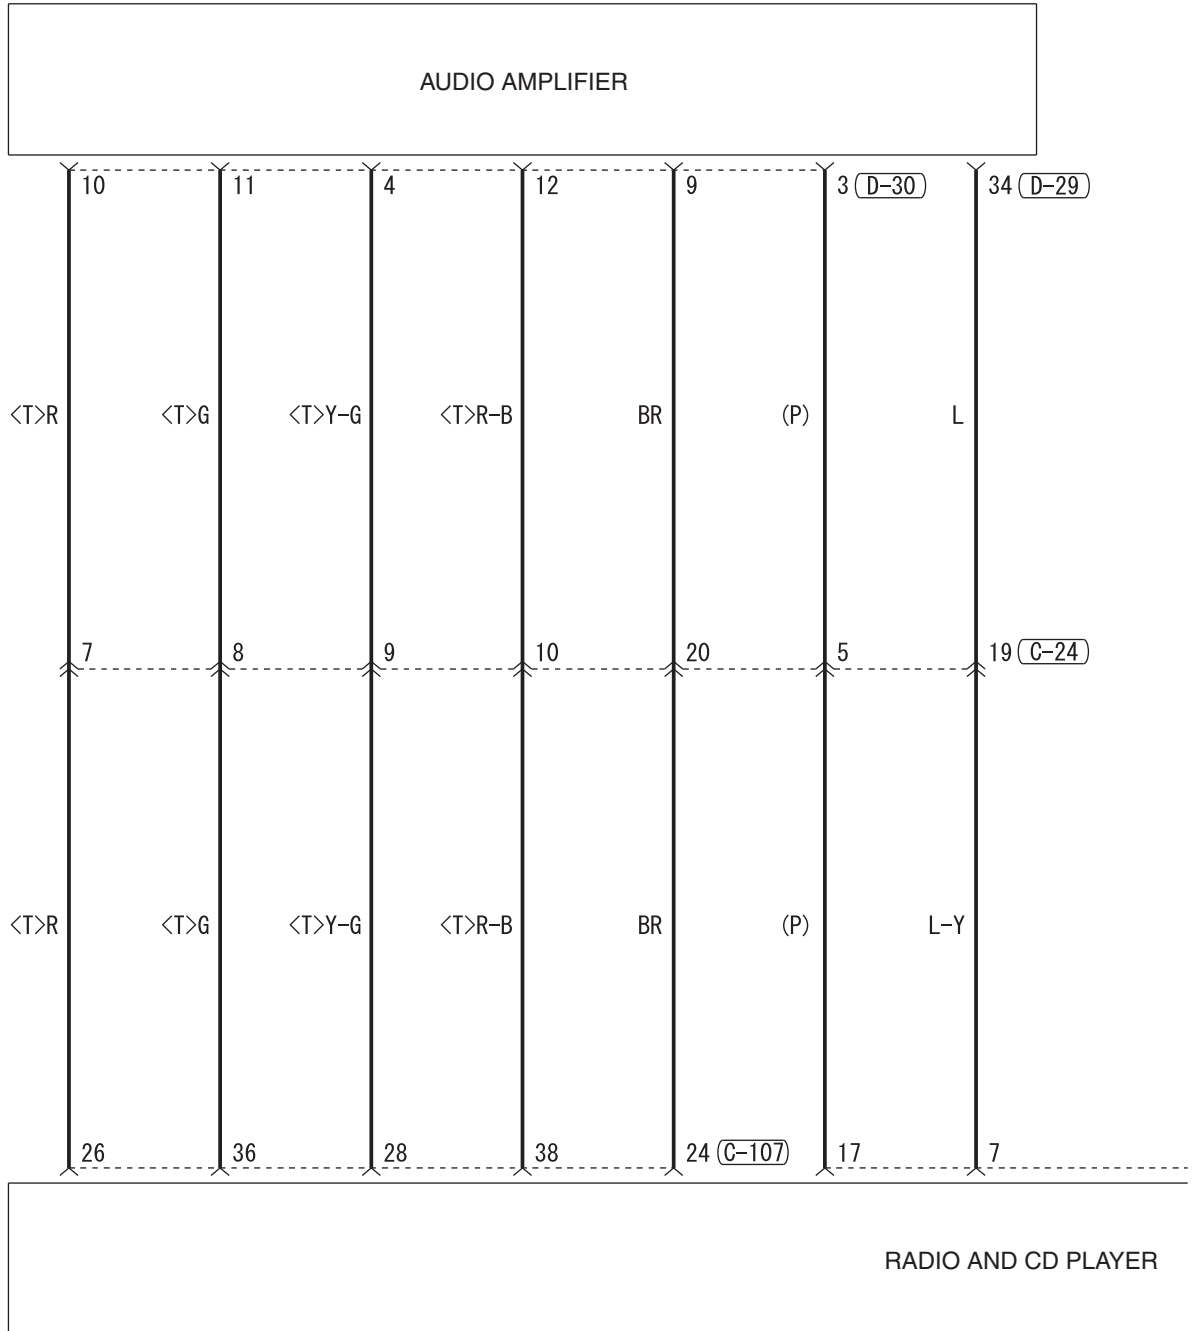 AUDIO AMPLIFIER
10 11 4 12 9 3 D-30 34 D-29
<T>R <T>G <T>Y-G <T>R-B BR (P) L
7 8 9 10 20 5 19 C-24
<T>R <T>G <T>Y-G <T>R-B BR (P) L-Y
26 36 28 38 24 C-107 17 7
RADIO AND CD PLAYER